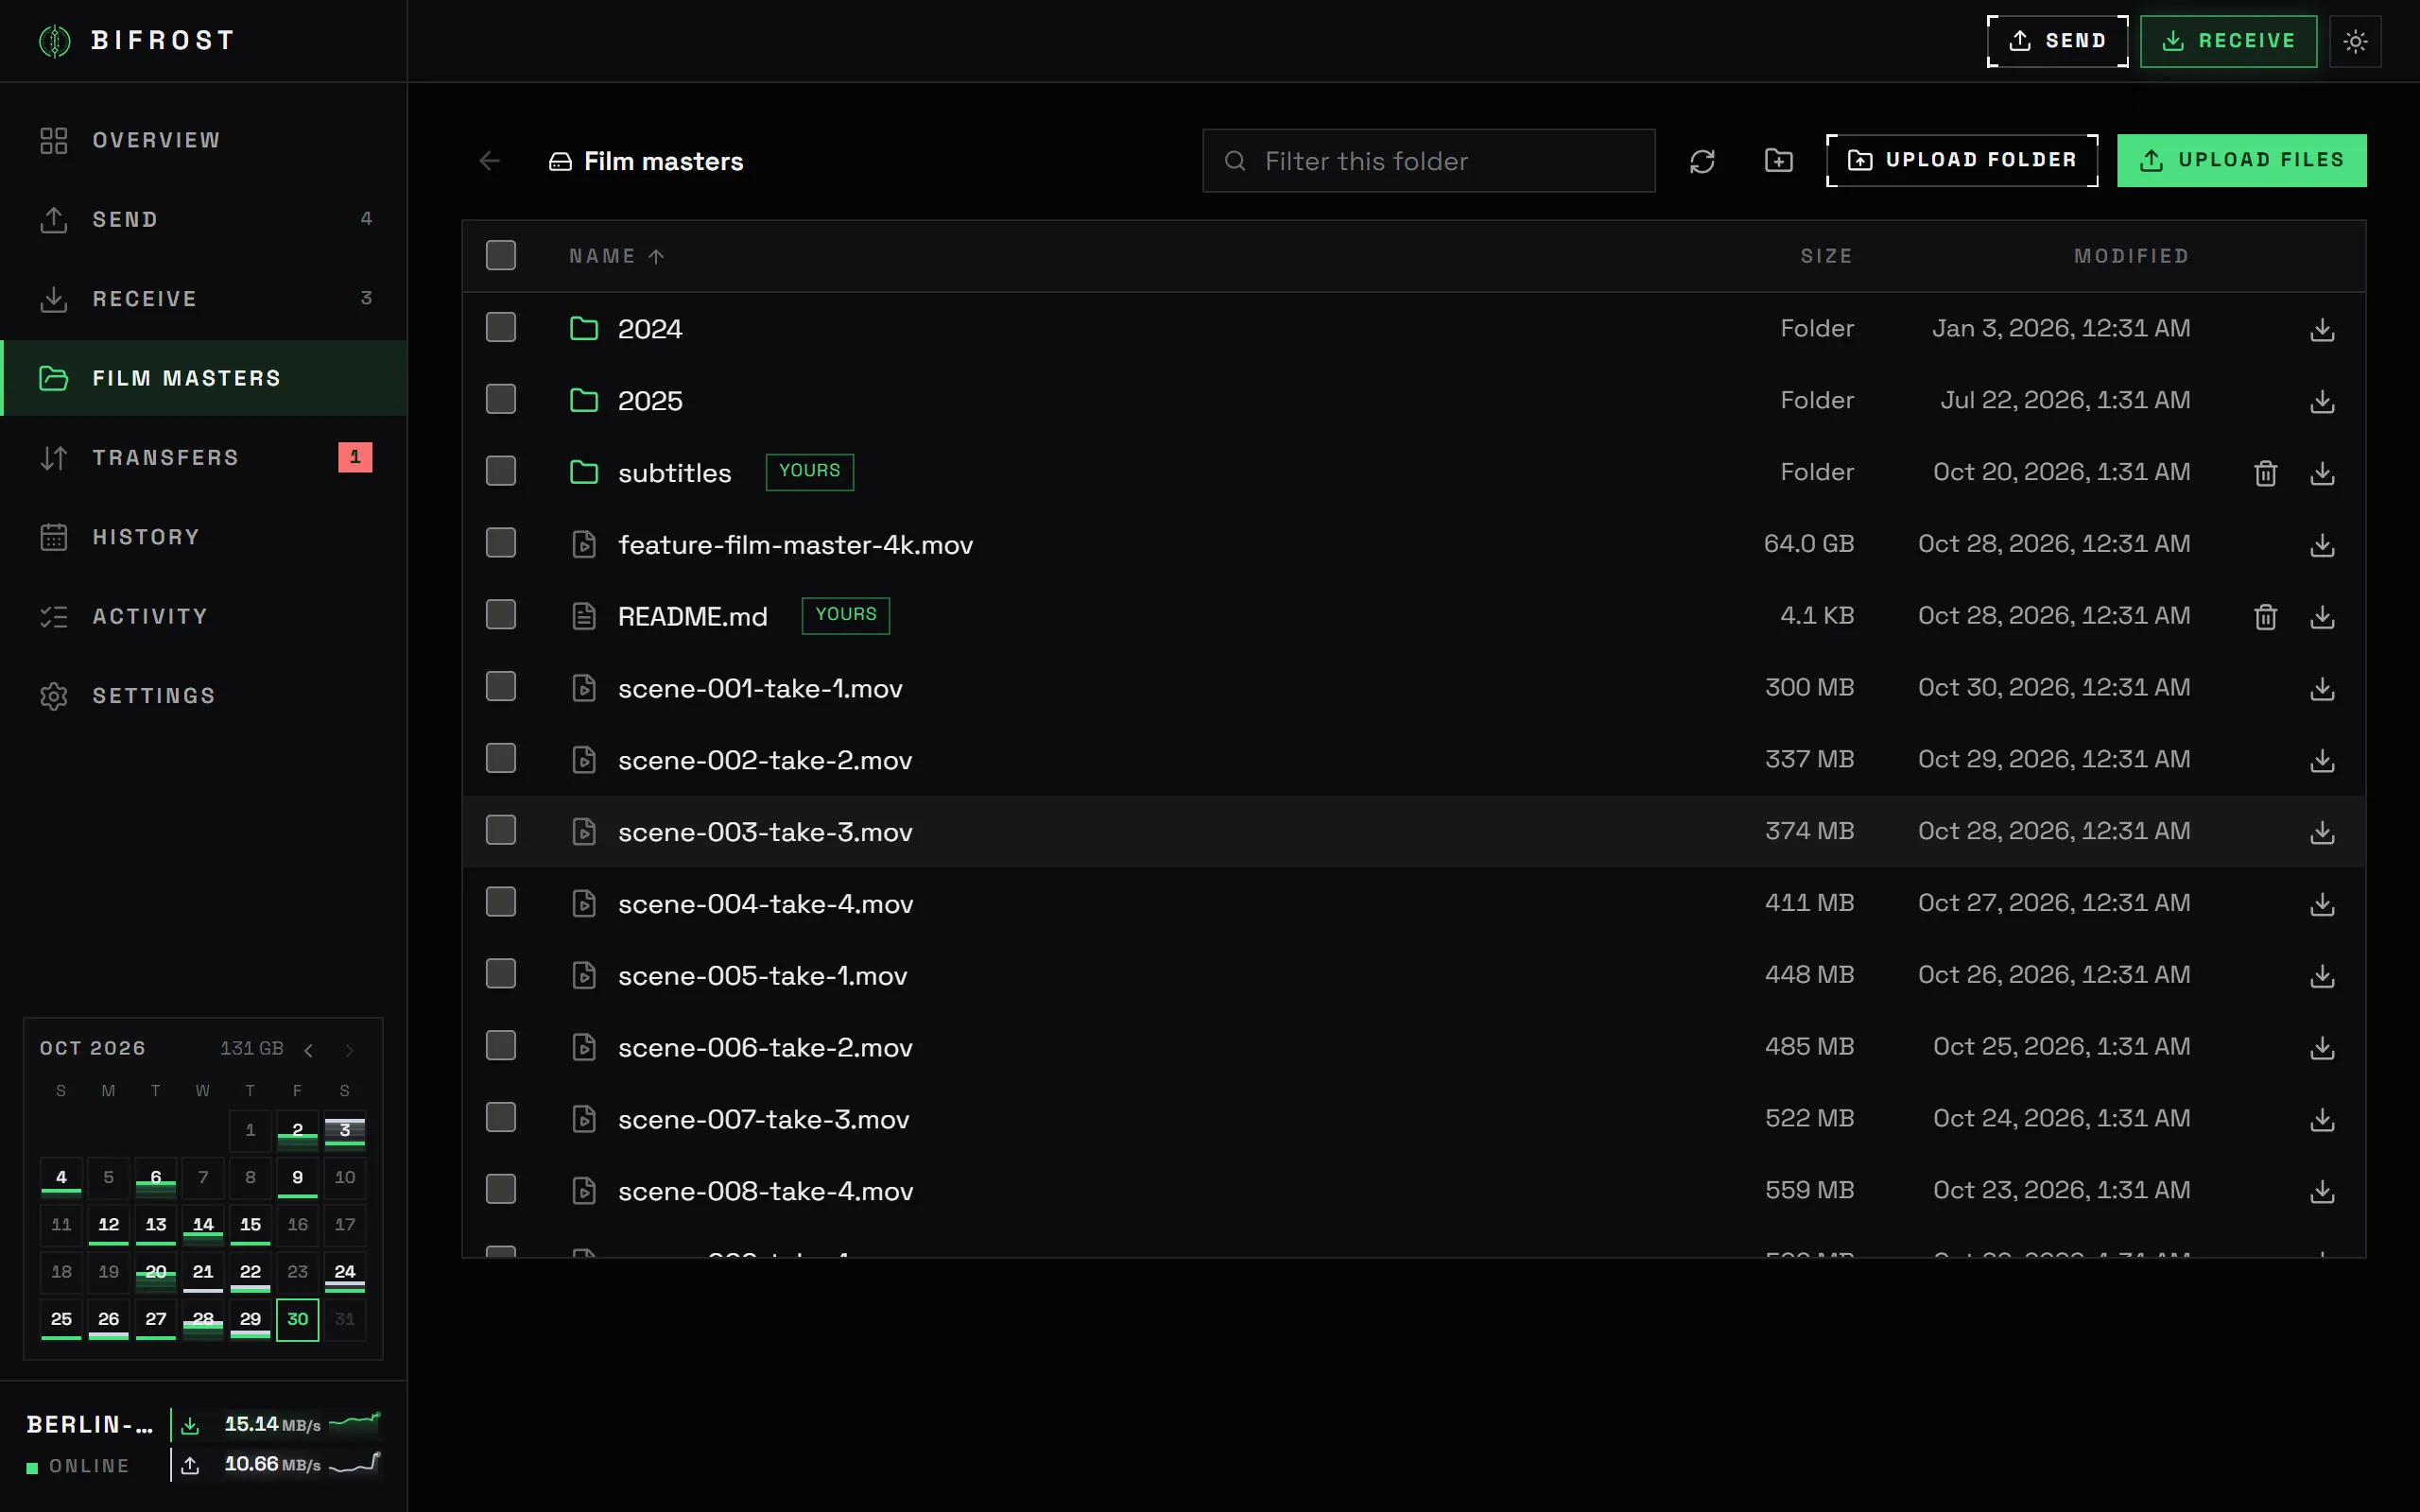 BIFROST
SEND
RECEIVE
OVERVIEW
SEND 4
RECEIVE 3
FILM MASTERS
TRANSFERS 1
HISTORY
ACTIVITY
SETTINGS
Film masters
Filter this folder
UPLOAD FOLDER
UPLOAD FILES
NAME SIZE MODIFIED
2024 Folder Jan 3, 2026, 12:31 AM
2025 Folder Jul 22, 2026, 1:31 AM
subtitles YOURS Folder Oct 20, 2026, 1:31 AM
feature-film-master-4k.mov 64.0 GB Oct 28, 2026, 12:31 AM
README.md YOURS 4.1 KB Oct 28, 2026, 12:31 AM
scene-001-take-1.mov 300 MB Oct 30, 2026, 12:31 AM
scene-002-take-2.mov 337 MB Oct 29, 2026, 12:31 AM
scene-003-take-3.mov 374 MB Oct 28, 2026, 12:31 AM
scene-004-take-4.mov 411 MB Oct 27, 2026, 12:31 AM
scene-005-take-1.mov 448 MB Oct 26, 2026, 12:31 AM
scene-006-take-2.mov 485 MB Oct 25, 2026, 1:31 AM
scene-007-take-3.mov 522 MB Oct 24, 2026, 1:31 AM
scene-008-take-4.mov 559 MB Oct 23, 2026, 1:31 AM
OCT 2026 131 GB
S M T W T F S
1 2 3
4 5 6 7 8 9 10
11 12 13 14 15 16 17
18 19 20 21 22 23 24
25 26 27 28 29 30 31
BERLIN-... 15.14 MB/s
ONLINE 10.66 MB/s